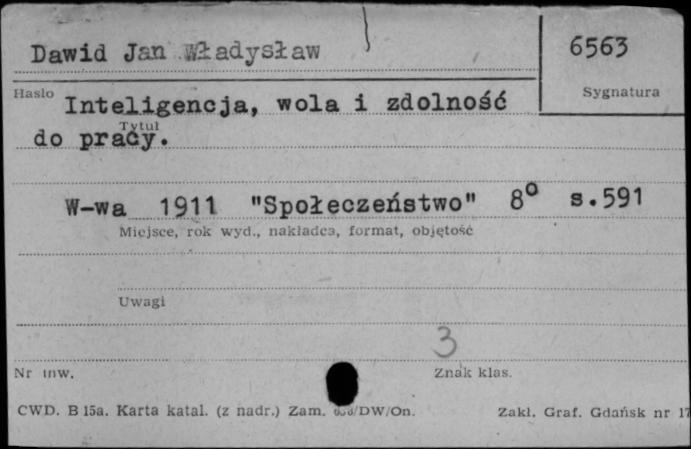 Dawid Jan Władysław
6563
Hasło
Sygnatura
Inteligencja, wola i zdolność
Tytuł
do pracy.
W-wa 1911 "Społeczeństwo" 8° s.591
Miejsce, rok wyd., nakładca, format, objętość
Uwagi
3
Nr inw.
Znak klas.
CWD. B 15a. Karta katal. (z nadr.) Zam. /DW/On.
Zakł. Graf. Gdańsk nr 17